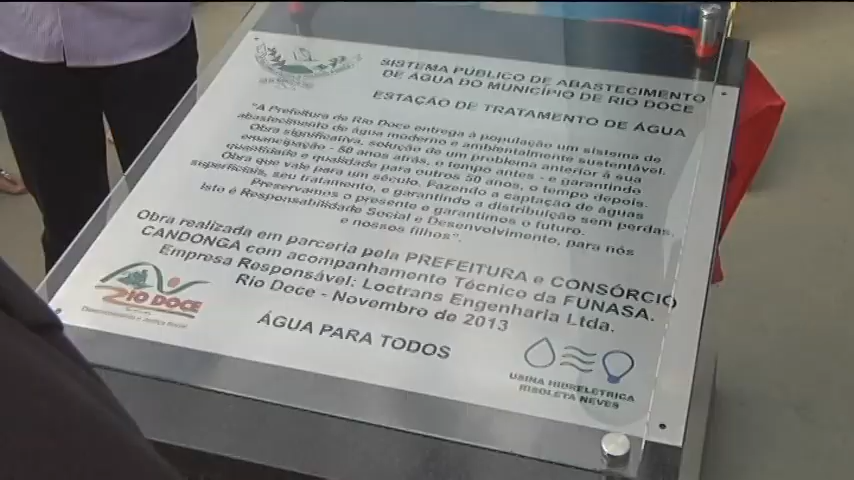 SISTEMA PÚBLICO DE ABASTECIMENTO
DE ÁGUA DO MUNICÍPIO DE RIO DOCE
ESTAÇÃO DE TRATAMENTO DE ÁGUA
"A Prefeitura de Rio Doce entrega à população um sistema de
abastecimento de água moderno e ambientalmente sustentável.
Obra significativa, solução de um problema anterior à sua
emancipação - 50 anos atrás, o tempo antes - e garantindo
quantidade e qualidade para outros 50 anos, o tempo depois.
Obra que vale para um século. Fazendo a captação de águas
superficiais, seu tratamento, e garantindo a distribuição sem perdas.
Preservamos o presente e garantimos o futuro.
Isto é Responsabilidade Social e Desenvolvimento, para nós
e nossos filhos".
Obra realizada em parceria pela PREFEITURA e CONSÓRCIO
CANDONGA com acompanhamento Técnico da FUNASA.
Empresa Responsável: Loctrans Engenharia Ltda.
Rio Doce - Novembro de 2013
ÁGUA PARA TODOS
RIO DOCE
Desenvolvimento e Justiça Social
USINA HIDRELÉTRICA
RISOLETA NEVES